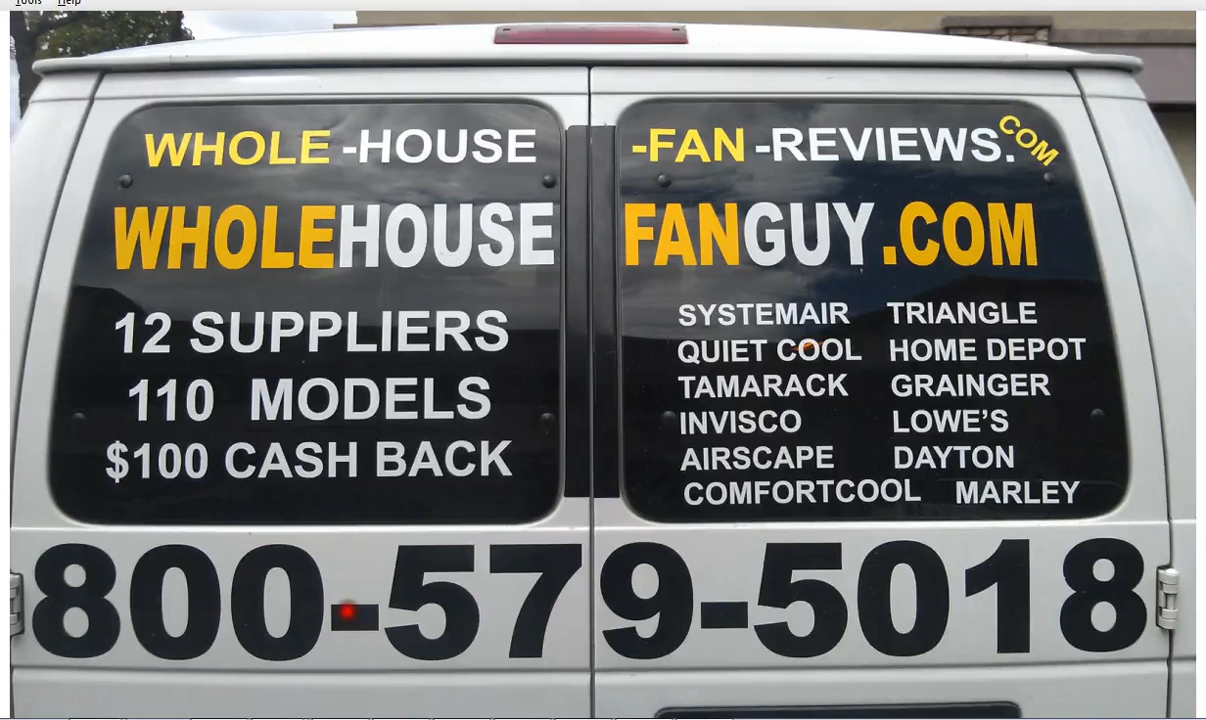 Tools Help
WHOLE-HOUSE-FAN-REVIEWS.COM
WHOLEHOUSE FANGUY.COM
12 SUPPLIERS
110 MODELS
$100 CASH BACK
SYSTEMAIR TRIANGLE
QUIET COOL HOME DEPOT
TAMARACK GRAINGER
INVISCO LOWE'S
AIRSCAPE DAYTON
COMFORTCOOL MARLEY
800-579-5018